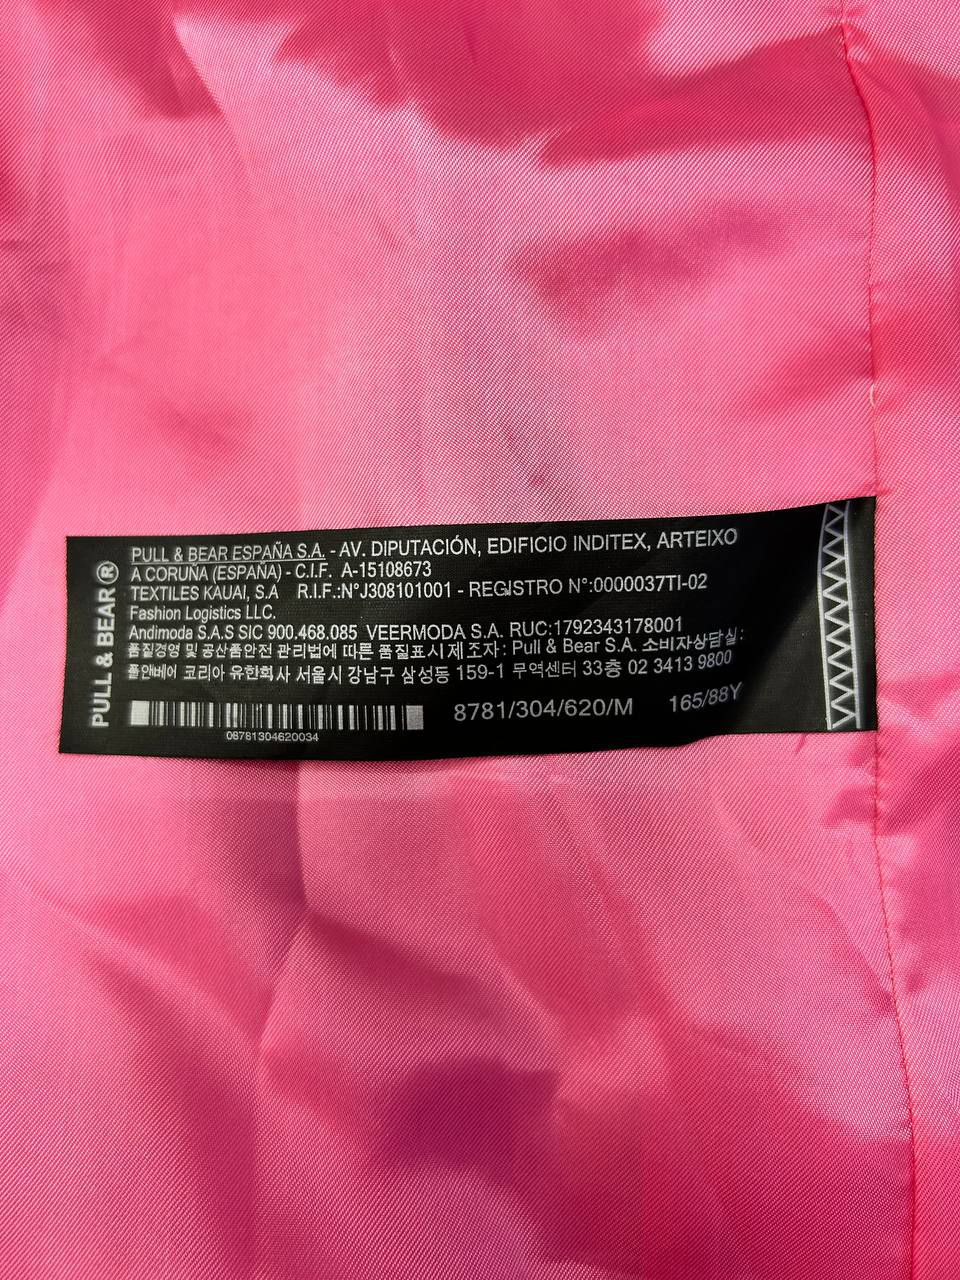 PULL & BEAR®
PULL & BEAR ESPAÑA S.A. - AV. DIPUTACIÓN, EDIFICIO INDITEX, ARTEIXO
A CORUÑA (ESPAÑA) - C.I.F. A-15108673
TEXTILES KAUAI, S.A R.I.F.:N°J308101001 - REGISTRO N°:0000037TI-02
Fashion Logistics LLC.
Andimoda S.A.S SIC 900.468.085 VEERMODA S.A. RUC:1792343178001
품질경영 및 공산품안전 관리법에 따른 품질표시 제조자: Pull & Bear S.A. 소비자상담실:
풀앤베어 코리아 유한회사 서울시 강남구 삼성동 159-1 무역센터 33층 02 3413 9800
8781/304/620/M 165/88Y
08781304620034